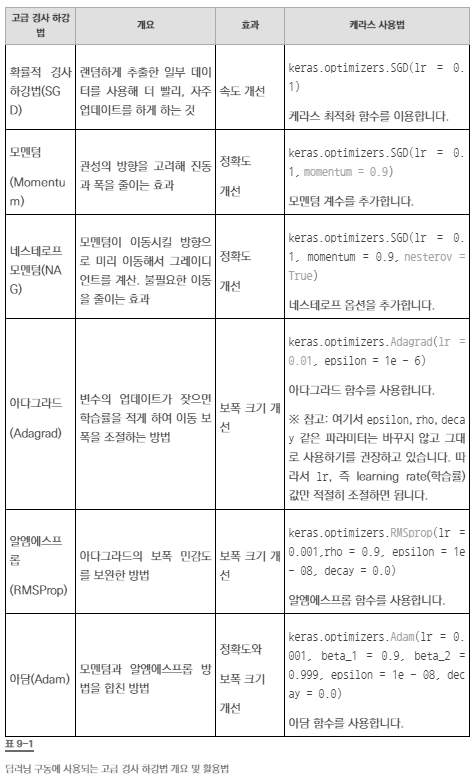 고급 경사 하강
법
개요
효과
케라스 사용법
확률적 경사
하강법(SG
D)
랜덤하게 추출한 일부 데이
터를 사용해 더 빨리, 자주
업데이트를 하게 하는 것
속도 개선
keras.optimizers.SGD(lr = 0.
1)
케라스 최적화 함수를 이용합니다.
모멘텀
(Momentu
m)
관성의 방향을 고려해 진동
과 폭을 줄이는 효과
정확도
개선
keras.optimizers.SGD(lr = 0.
1, momentum = 0.9)
모멘텀 계수를 추가합니다.
네스테로프
모멘텀(NA
G)
모멘텀이 이동시킬 방향으
로 미리 이동해서 그레이디
언트를 계산. 불필요한 이동
을 줄이는 효과
정확도
개선
keras.optimizers.SGD(lr = 0.
1, momentum = 0.9, nesterov =
True)
네스테로프 옵션을 추가합니다.
아다그라드
(Adagrad)
변수의 업데이트가 잦으면
학습률을 적게 하여 이동 보
폭을 조절하는 방법
보폭 크기 개
선
keras.optimizers.Adagrad(lr =
0.01, epsilon = 1e - 6)
아다그라드 함수를 사용합니다.
※ 참고: 여기서 epsilon, rho, deca
y 같은 파라미터는 바꾸지 않고 그대
로 사용하기를 권장하고 있습니다. 따
라서 lr, 즉 learning rate(학습률)
값만 적절히 조절하면 됩니다.
알엠에스프
롭
(RMSProp)
아다그라드의 보폭 민감도
를 보완한 방법
보폭 크기 개
선
keras.optimizers.RMSprop(lr =
0.001,rho = 0.9, epsilon = 1e
- 08, decay = 0.0)
알엠에스프롭 함수를 사용합니다.
아담(Adam)
모멘텀과 알엠에스프롭 방
법을 합친 방법
정확도와
보폭 크기
개선
keras.optimizers.Adam(lr = 0.
001, beta_1 = 0.9, beta_2 =
0.999, epsilon = 1e - 08, dec
ay = 0.0)
아담 함수를 사용합니다.
표 9-1
딥러닝 구동에 사용되는 고급 경사 하강법 개요 및 활용법